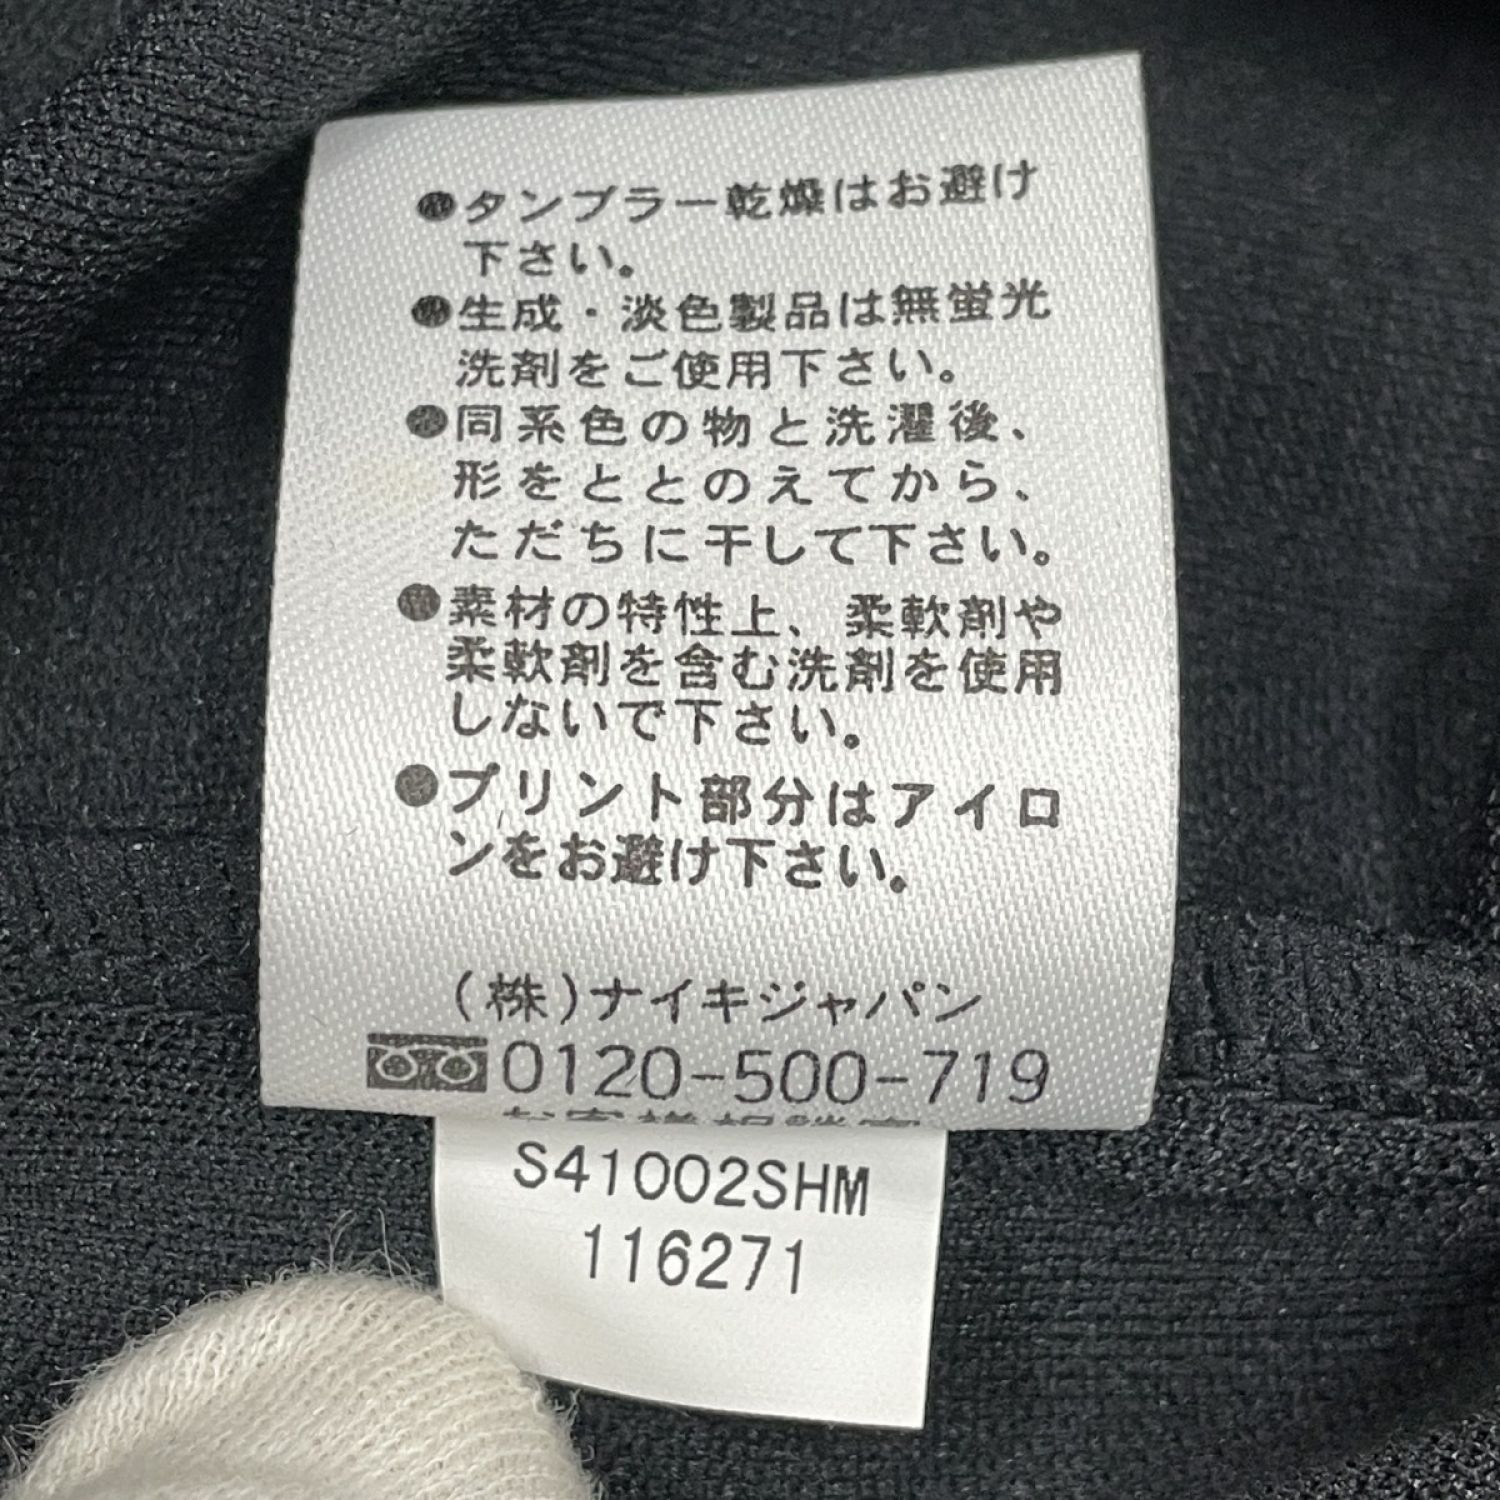 ●タンブラー乾燥はお避け
下さい。
●生成・淡色製品は無蛍光
洗剤をご使用下さい。
●同系色の物と洗濯後、
形をととのえてから、
ただちに干して下さい。
●素材の特性上、柔軟剤や
柔軟剤を含む洗剤を使用
しないで下さい。
●プリント部分はアイロ
ンをお避け下さい。
(株)ナイキジャパン
0120-500-719
S41002SHM
116271